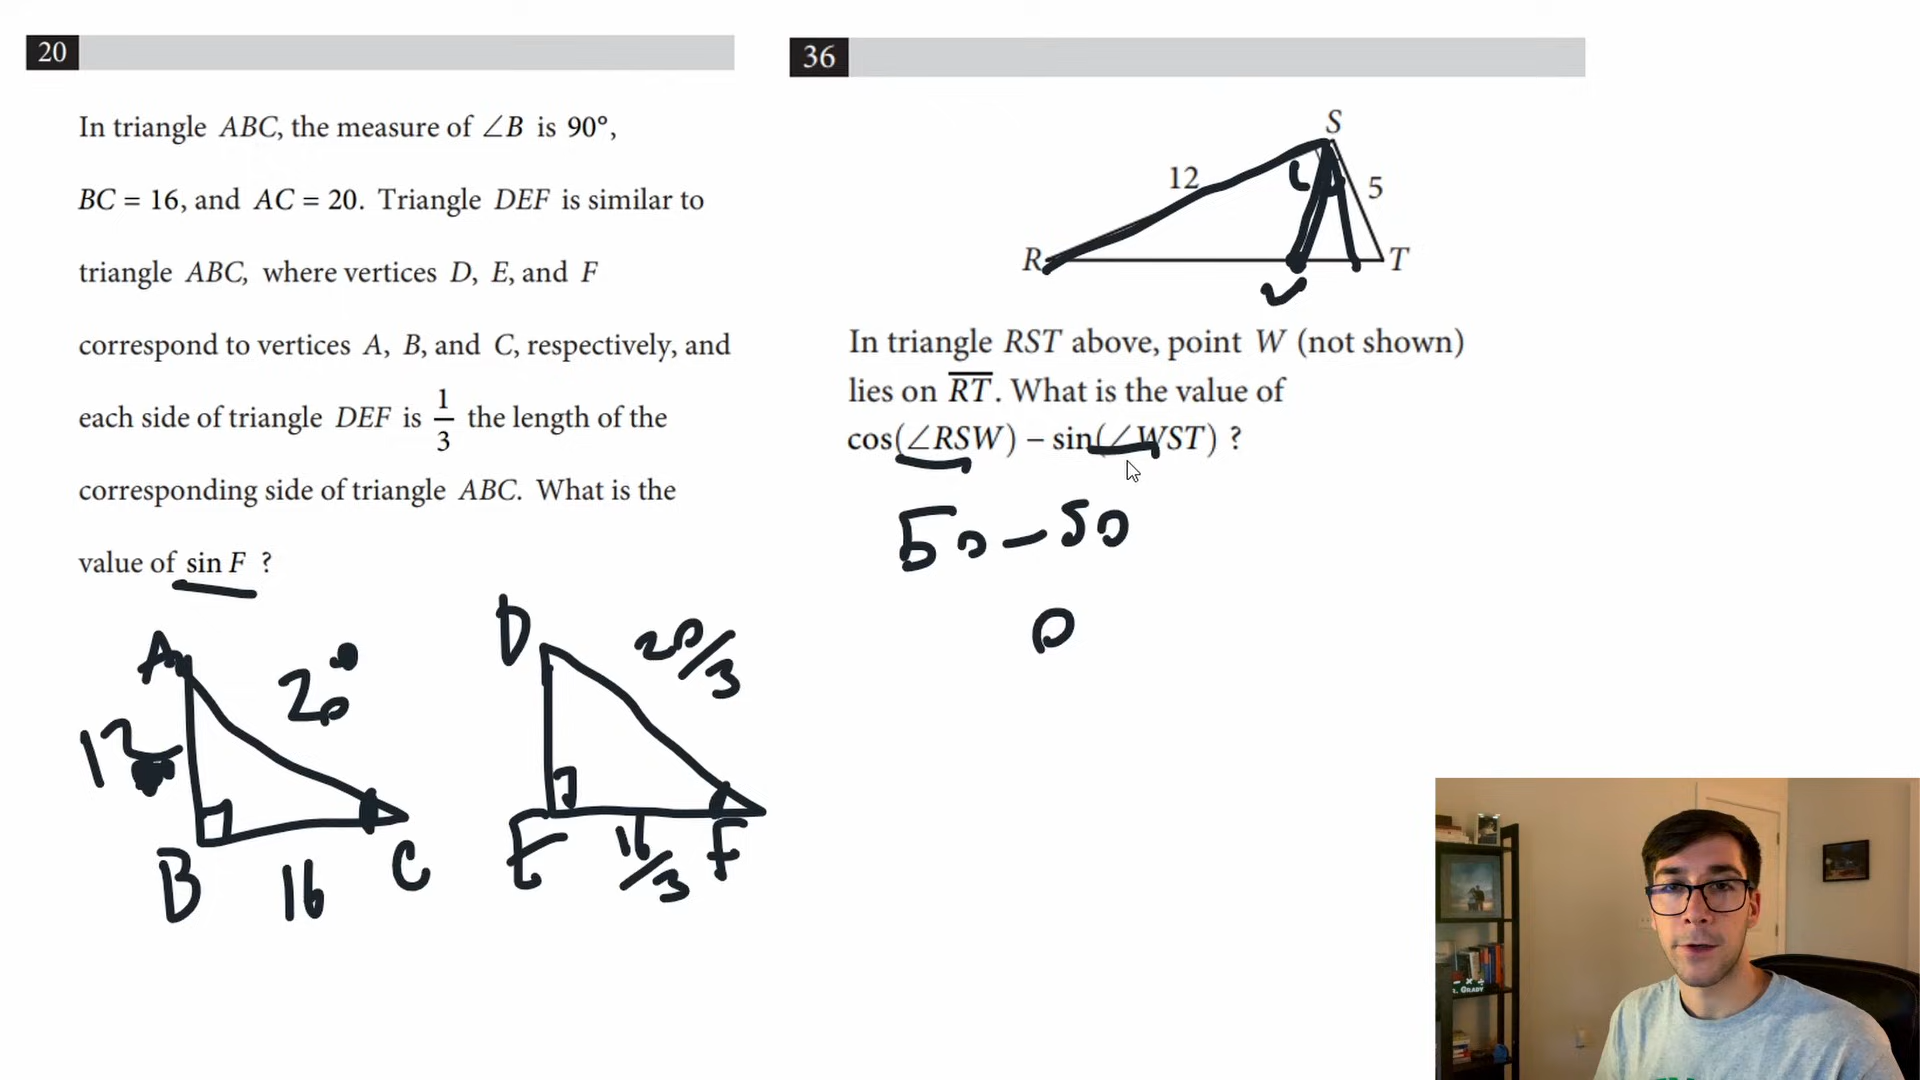 20
In triangle ABC, the measure of ∠B is 90°,
BC = 16, and AC = 20. Triangle DEF is similar to
triangle ABC, where vertices D, E, and F
correspond to vertices A, B, and C, respectively, and
each side of triangle DEF is 1/3 the length of the
corresponding side of triangle ABC. What is the
value of sin F ?
A
20
12
B
16
C
D
20/3
E
16/3
F
36
S
12
5
R
T
In triangle RST above, point W (not shown)
lies on RT. What is the value of
cos(∠RSW) – sin(∠WST) ?
50 – 50
0
. GRADY